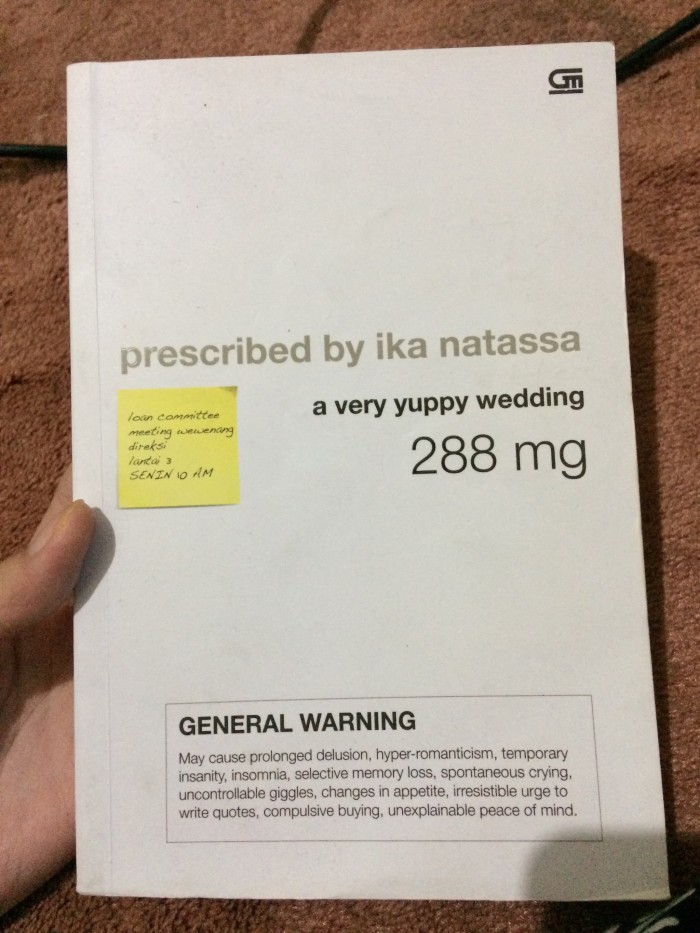 GM
prescribed by ika natassa
a very yuppy wedding
288 mg
loan committee
meeting wewenang
direksi
lantai 3
SENIN 10 AM
GENERAL WARNING
May cause prolonged delusion, hyper-romanticism, temporary
insanity, insomnia, selective memory loss, spontaneous crying,
uncontrollable giggles, changes in appetite, irresistible urge to
write quotes, compulsive buying, unexplainable peace of mind.